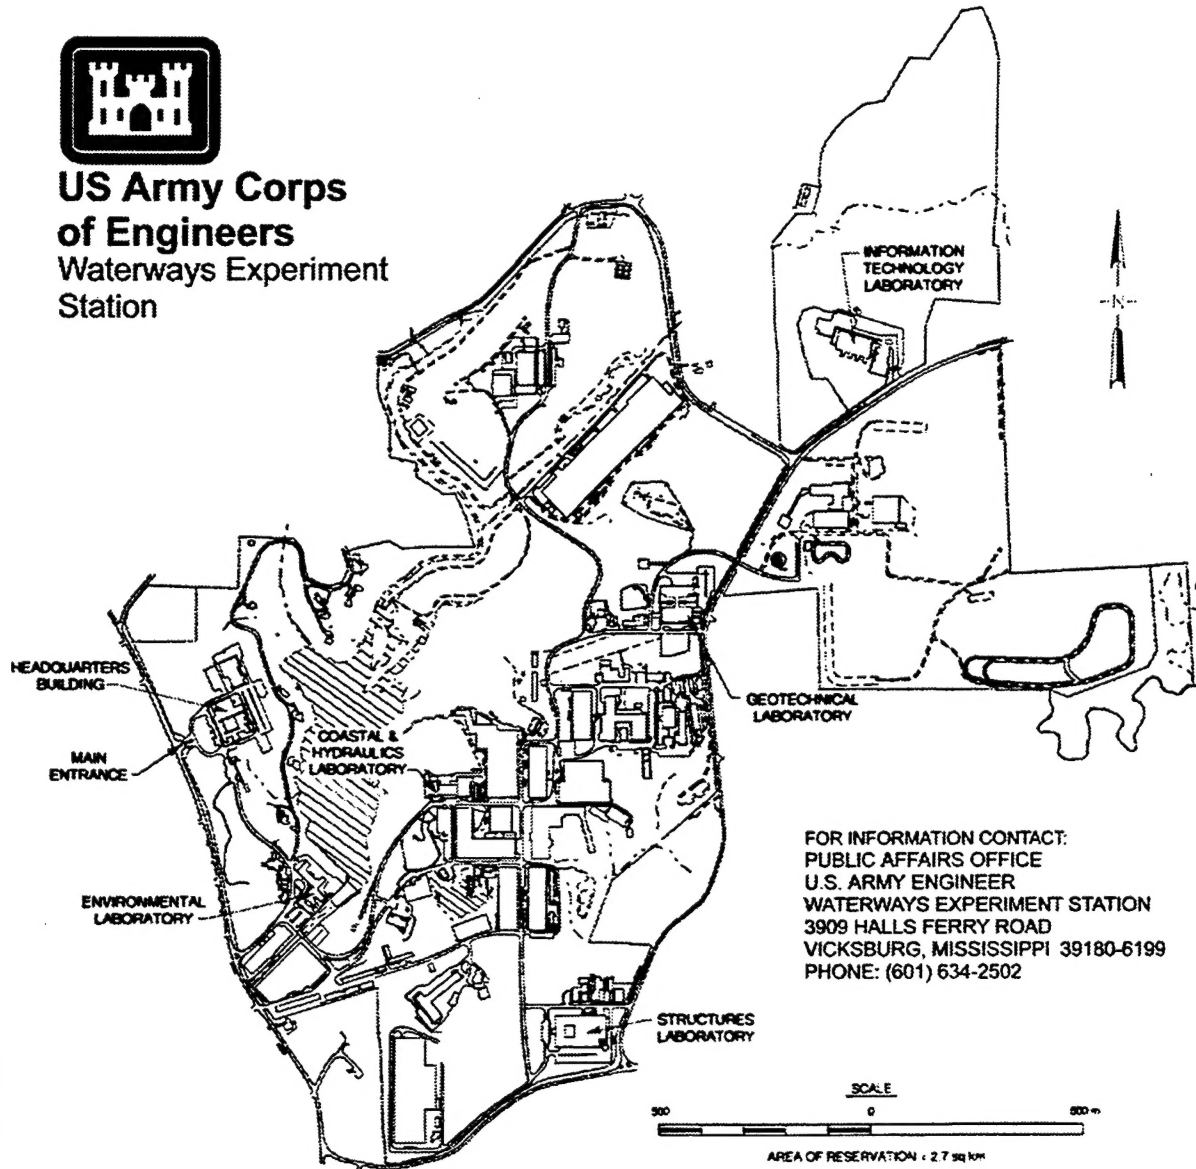 US Army Corps
of Engineers
Waterways Experiment
Station
INFORMATION
TECHNOLOGY
LABORATORY
N
HEADQUARTERS
BUILDING
MAIN
ENTRANCE
COASTAL &
HYDRAULICS
LABORATORY
GEOTECHNICAL
LABORATORY
ENVIRONMENTAL
LABORATORY
STRUCTURES
LABORATORY
FOR INFORMATION CONTACT:
PUBLIC AFFAIRS OFFICE
U.S. ARMY ENGINEER
WATERWAYS EXPERIMENT STATION
3909 HALLS FERRY ROAD
VICKSBURG, MISSISSIPPI 39180-6199
PHONE: (601) 634-2502
SCALE
500 0 500 m
AREA OF RESERVATION : 2.7 sq km